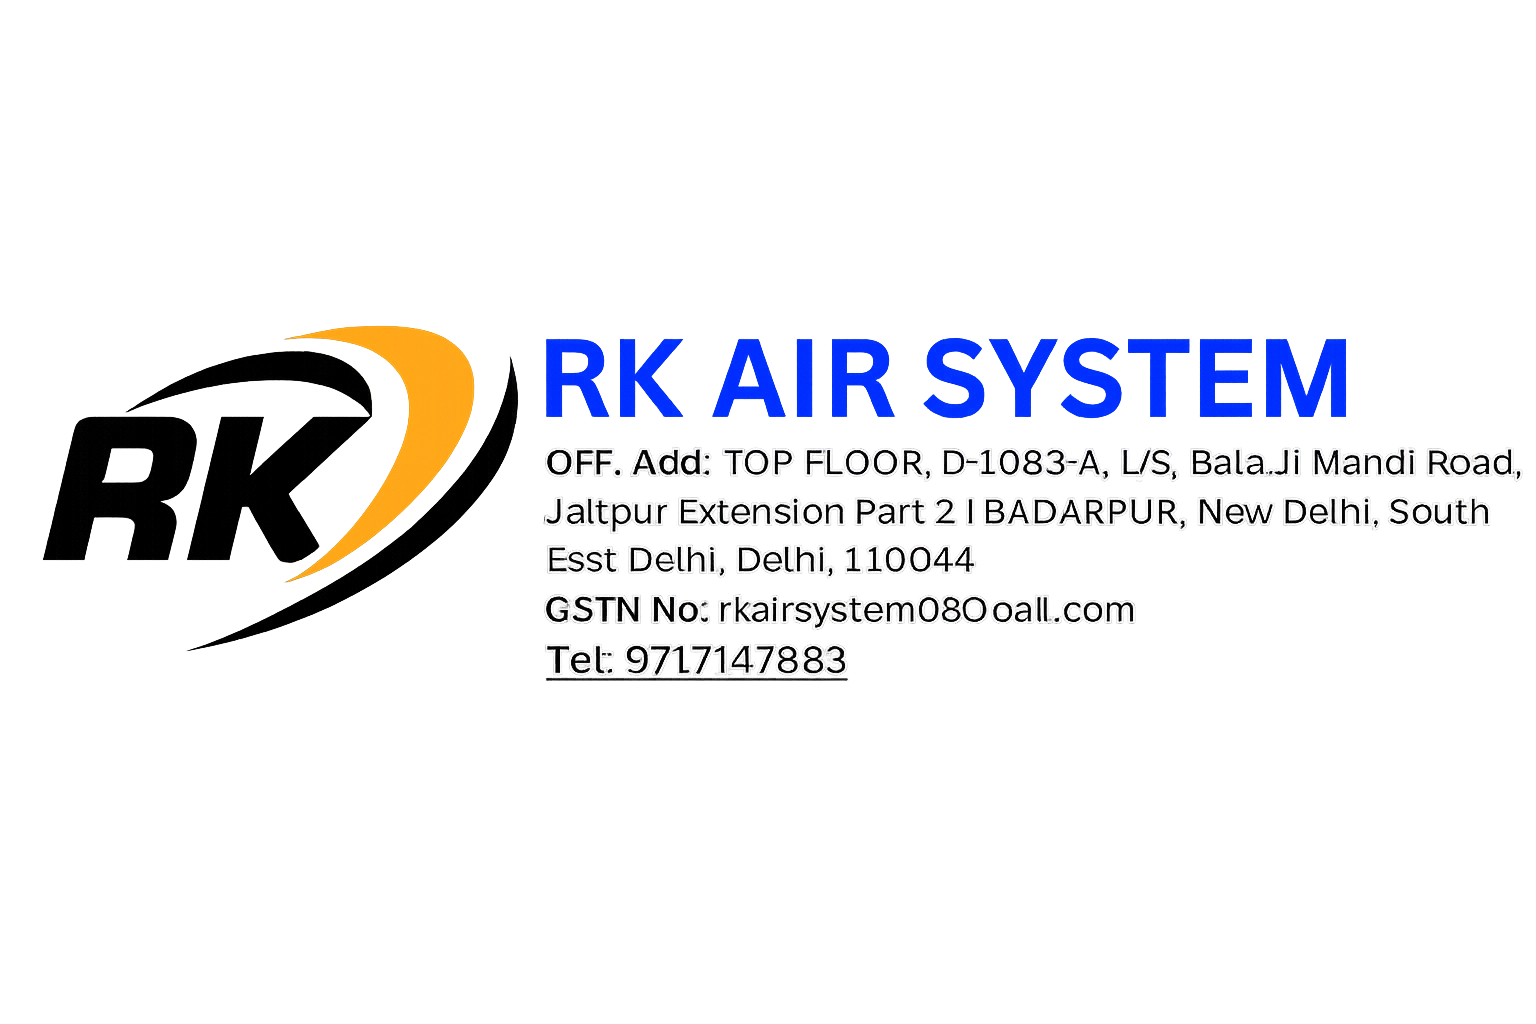 RK
RK AIR SYSTEM
OFF. Add: TOP FLOOR, D-1083-A, L/S, Bala.Ji Mandi Road,
Jaltpur Extension Part 2 I BADARPUR, New Delhi, South
Esst Delhi, Delhi, 110044
GSTN No: rkairsystem080oall.com
Tel: 9717147883